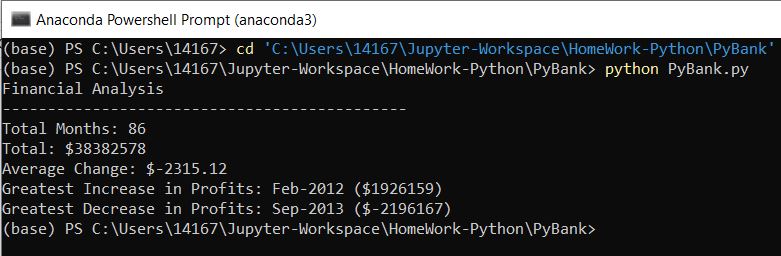 Anaconda Powershell Prompt (anaconda3)
(base) PS C:\Users\14167> cd 'C:\Users\14167\Jupyter-Workspace\HomeWork-Python\PyBank'
(base) PS C:\Users\14167\Jupyter-Workspace\HomeWork-Python\PyBank> python PyBank.py
Financial Analysis
---------------------------------------------
Total Months: 86
Total: $38382578
Average Change: $-2315.12
Greatest Increase in Profits: Feb-2012 ($1926159)
Greatest Decrease in Profits: Sep-2013 ($-2196167)
(base) PS C:\Users\14167\Jupyter-Workspace\HomeWork-Python\PyBank>